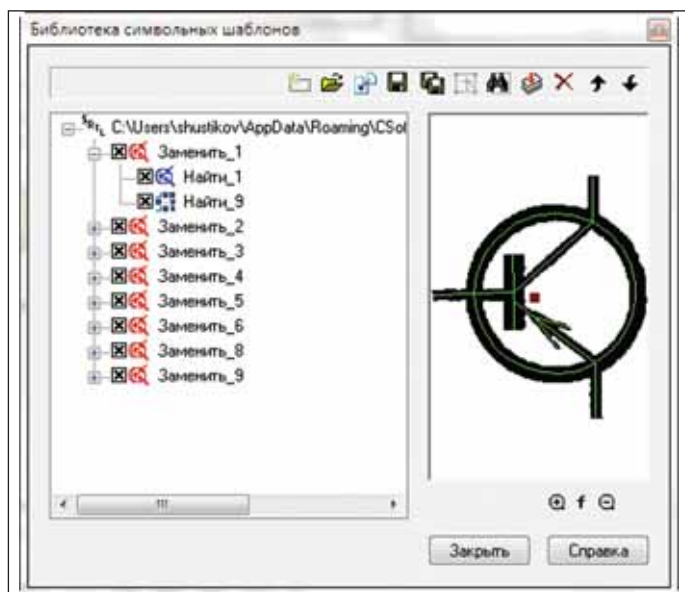 Библиотека символьных шаблонов
C:\Users\shustikov\AppData\Roaming\CSof
Заменить_1
Найти_1
Найти_9
Заменить_2
Заменить_3
Заменить_4
Заменить_5
Заменить_6
Заменить_8
Заменить_9
f
Закрыть
Справка